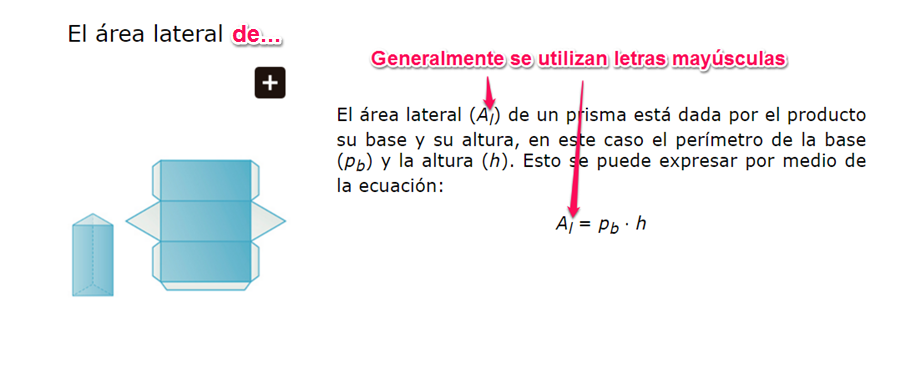 El área lateral de...
Generalmente se utilizan letras mayúsculas
+
El área lateral (Aₗ) de un prisma está dada por el producto
su base y su altura, en este caso el perímetro de la base
(p_b) y la altura (h). Esto se puede expresar por medio de
la ecuación:
Aₗ = p_b · h